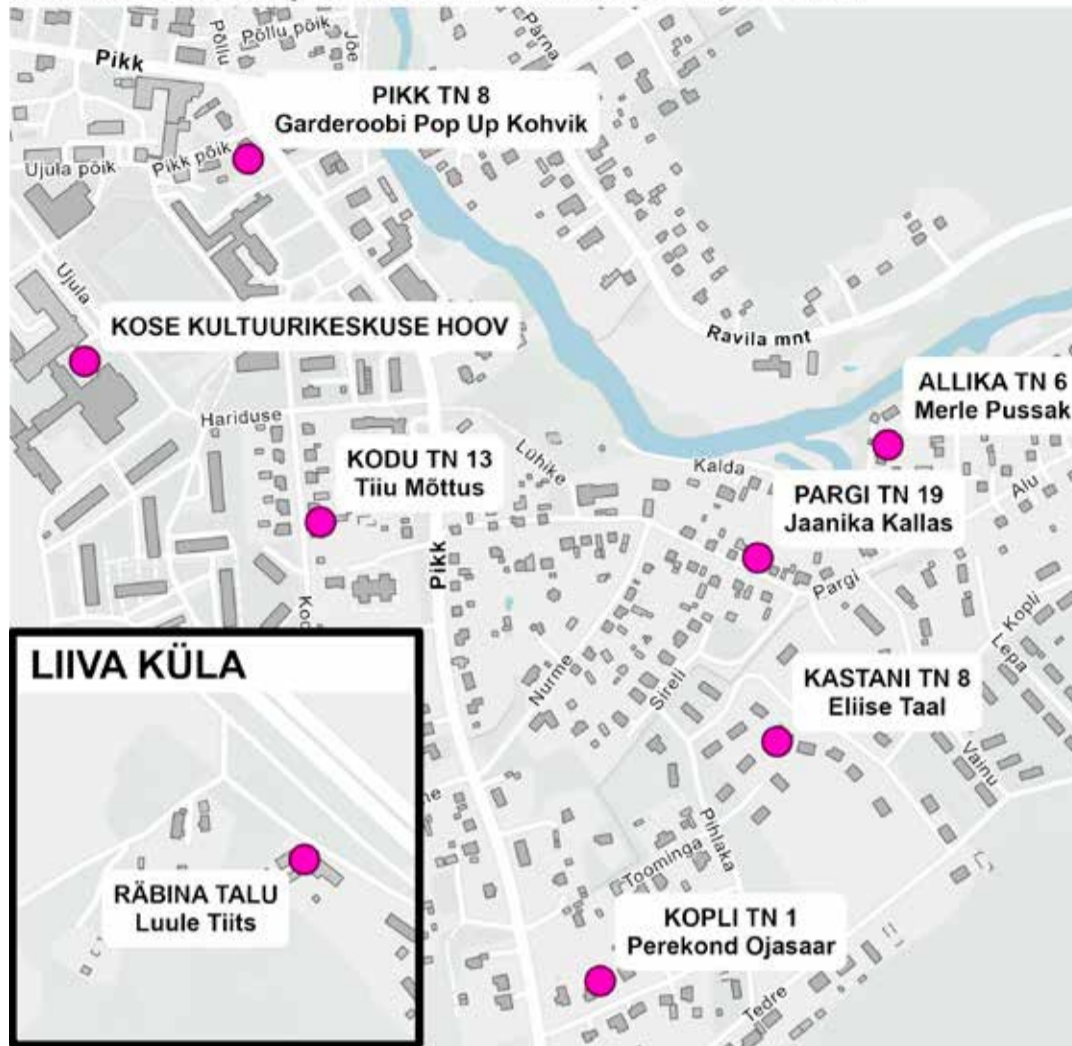 Põllu põik
Põllu
Jõe
Pärna
Pikk
PIKK TN 8
Garderoobi Pop Up Kohvik
Pikk põik
Ujula põik
Ujula
KOSE KULTUURIKESKUSE HOOV
Ravila mnt
ALLIKA TN 6
Merle Pussak
Hariduse
Lühike
Kalda
KODU TN 13
Tiiu Mõttus
PARGI TN 19
Jaanika Kallas
Alu
Pikk
Pargi
Kopli
Lepa
LIIVA KÜLA
Nurme
Sireli
KASTANI TN 8
Eliise Taal
Vainu
Pihlaka
Toominga
RÄBINA TALU
Luule Tiits
KOPLI TN 1
Perekond Ojasaar
Tedre